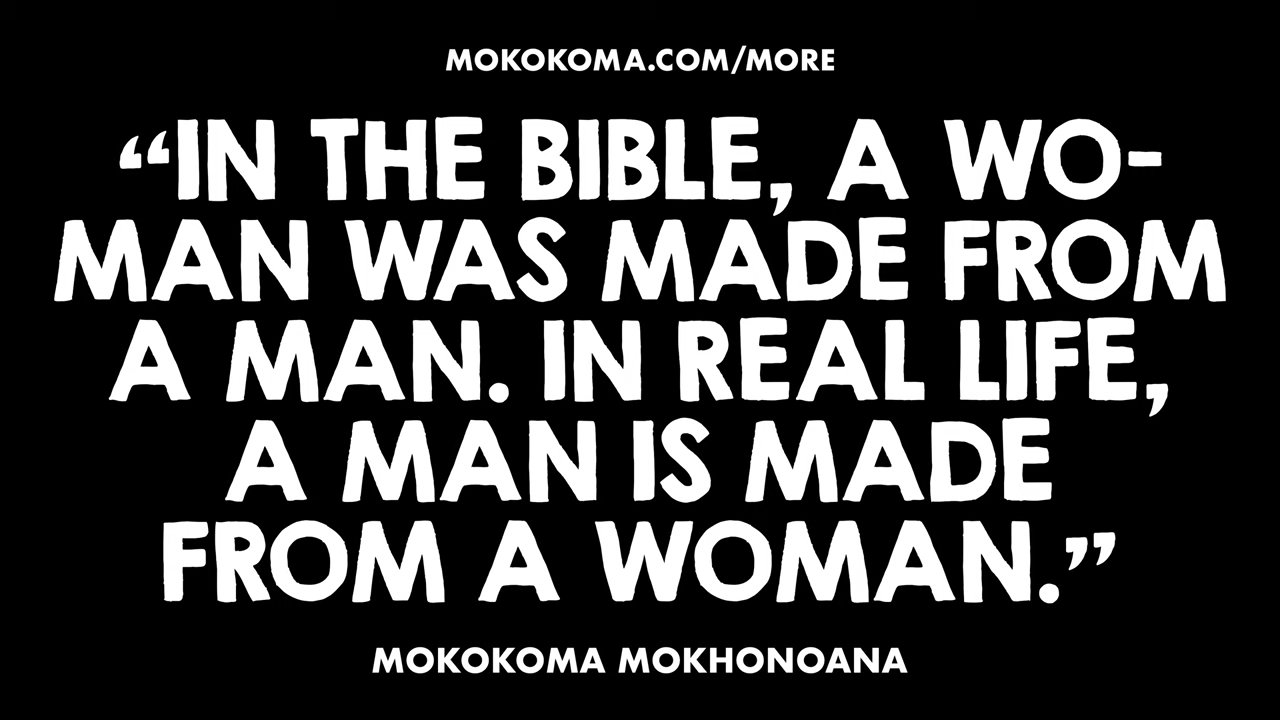 MOKOKOMA.COM/MORE
“IN THE BIBLE, A WO-
MAN WAS MADE FROM
A MAN. IN REAL LIFE,
A MAN IS MADE
FROM A WOMAN.”
MOKOKOMA MOKHONOANA